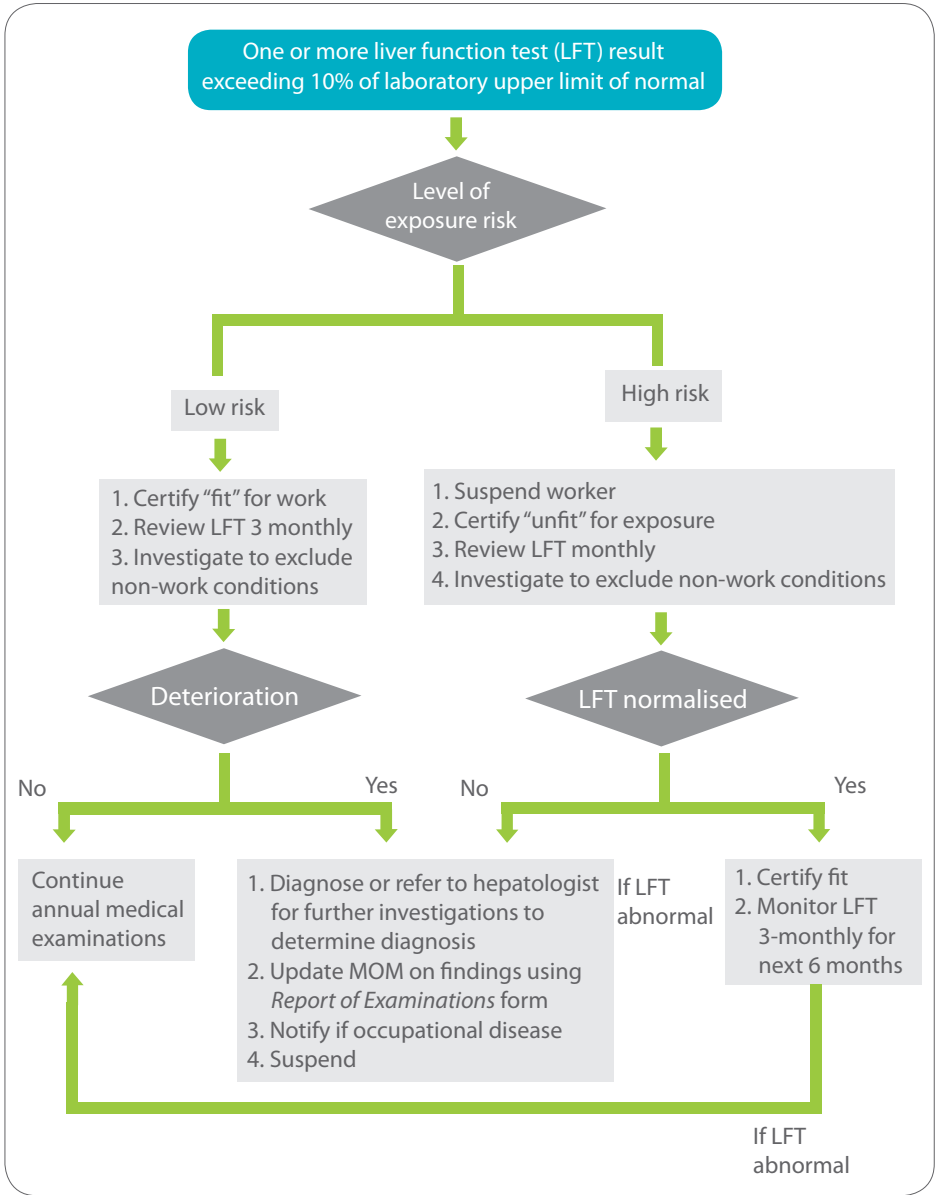 One or more liver function test (LFT) result
exceeding 10% of laboratory upper limit of normal
Level of
exposure risk
Low risk
High risk
1. Certify “fit” for work
2. Review LFT 3 monthly
3. Investigate to exclude
non-work conditions
1. Suspend worker
2. Certify “unfit” for exposure
3. Review LFT monthly
4. Investigate to exclude non-work conditions
Deterioration
LFT normalised
No
Yes
No
Yes
Continue
annual medical
examinations
1. Diagnose or refer to hepatologist
for further investigations to
determine diagnosis
2. Update MOM on findings using
Report of Examinations form
3. Notify if occupational disease
4. Suspend
If LFT
abnormal
1. Certify fit
2. Monitor LFT
3-monthly for
next 6 months
If LFT
abnormal